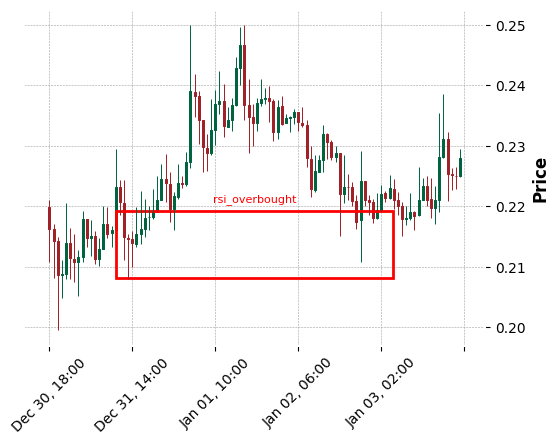 0.25
0.24
0.23
0.22
0.21
0.20
Price
rsi_overbought
Dec 30, 18:00
Dec 31, 14:00
Jan 01, 10:00
Jan 02, 06:00
Jan 03, 02:00